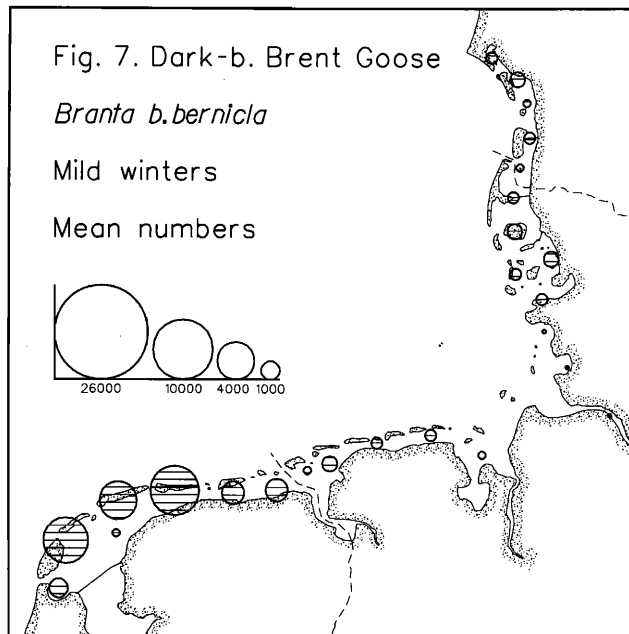 Fig. 7. Dark-b. Brent Goose
Branta b.bernicla
Mild winters
Mean numbers
26000 10000 4000 1000